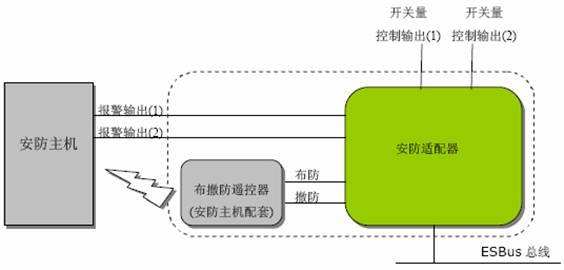 开关量
控制输出(1)
开关量
控制输出(2)
安防主机
报警输出(1)
报警输出(2)
安防适配器
布撤防遥控器
(安防主机配套)
布防
撤防
ESBus 总线